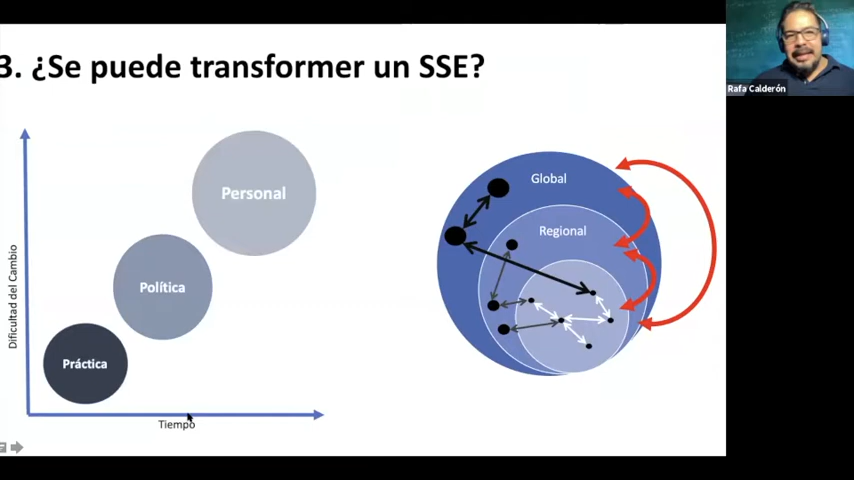 3. ¿Se puede transformer un SSE?
Rafa Calderón
Personal
Política
Práctica
Dificultad del Cambio
Tiempo
Global
Regional